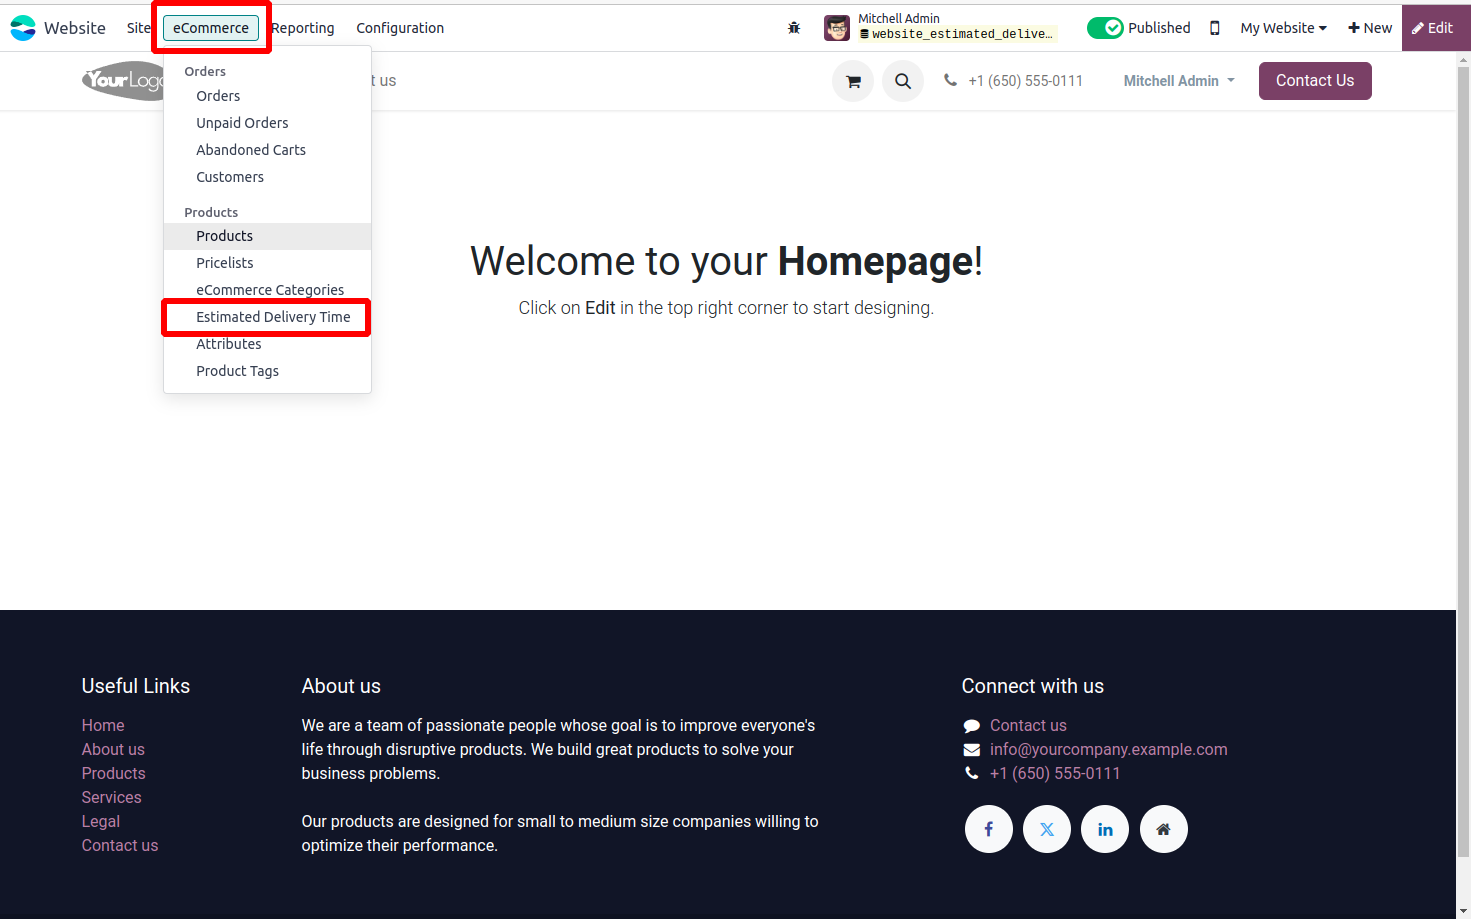 Website Site eCommerce Reporting Configuration Mitchell Admin website_estimated_delive... Published My Website New Edit
YourLogo t us +1 (650) 555-0111 Mitchell Admin Contact Us
Orders
Orders
Unpaid Orders
Abandoned Carts
Customers
Products
Products
Pricelists
eCommerce Categories
Estimated Delivery Time
Attributes
Product Tags
Welcome to your Homepage!
Click on Edit in the top right corner to start designing.
Useful Links
Home
About us
Products
Services
Legal
Contact us
About us
We are a team of passionate people whose goal is to improve everyone's
life through disruptive products. We build great products to solve your
business problems.
Our products are designed for small to medium size companies willing to
optimize their performance.
Connect with us
Contact us
info@yourcompany.example.com
+1 (650) 555-0111